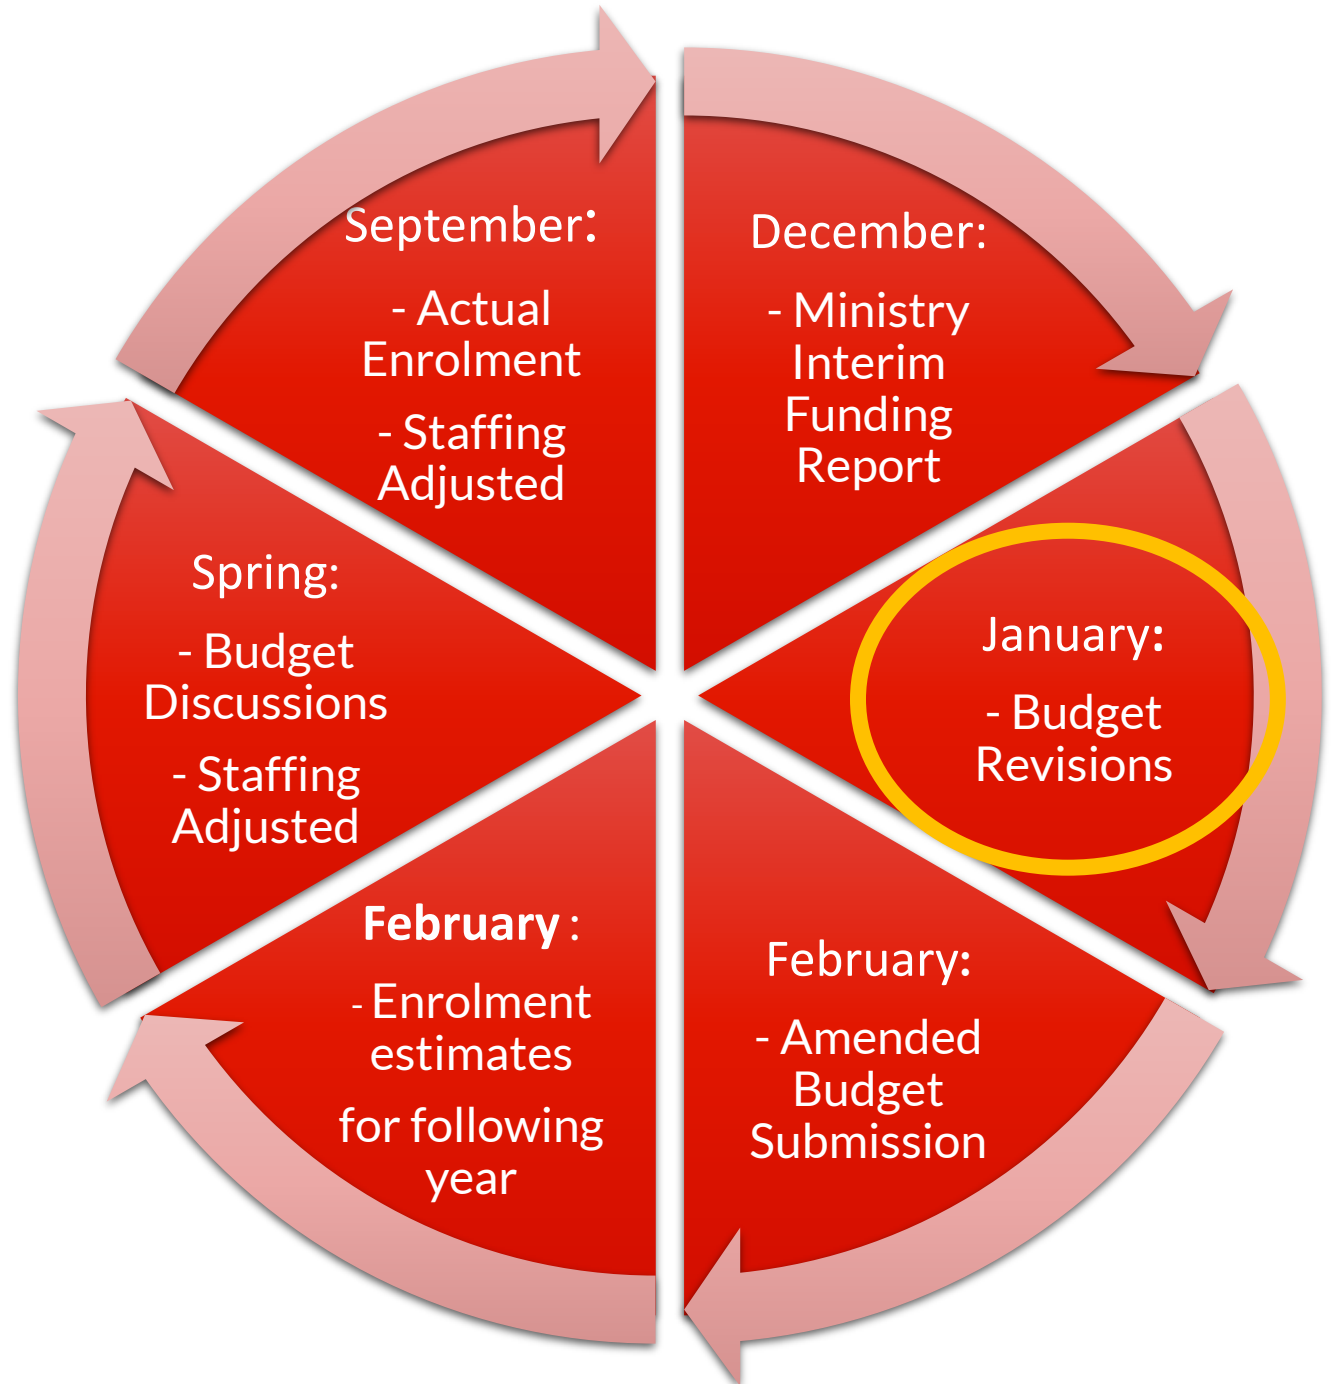 September:
- Actual
Enrolment
- Staffing
Adjusted
December:
- Ministry
Interim
Funding
Report
January:
- Budget
Revisions
February:
- Amended
Budget
Submission
February :
- Enrolment
estimates
for following
year
Spring:
- Budget
Discussions
- Staffing
Adjusted